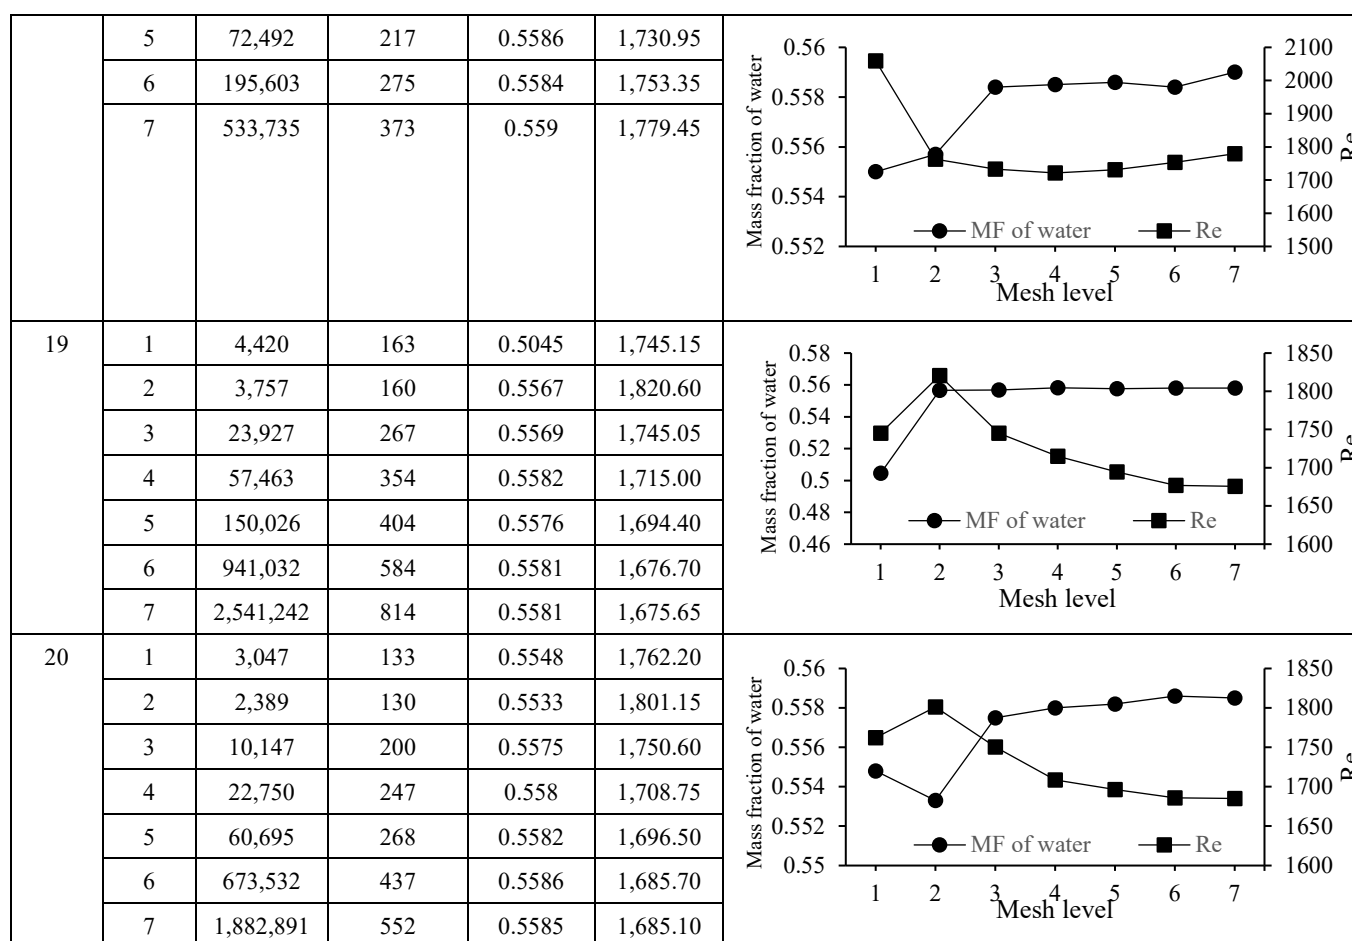 5 72,492 217 0.5586 1,730.95
6 195,603 275 0.5584 1,753.35
7 533,735 373 0.559 1,779.45
Mass fraction of water
0.56
0.558
0.556
0.554
0.552
2100
2000
1900
1800
1700
1600
1500
Re
MF of water Re
1 2 3 4 5 6 7
Mesh level
19 1 4,420 163 0.5045 1,745.15
2 3,757 160 0.5567 1,820.60
3 23,927 267 0.5569 1,745.05
4 57,463 354 0.5582 1,715.00
5 150,026 404 0.5576 1,694.40
6 941,032 584 0.5581 1,676.70
7 2,541,242 814 0.5581 1,675.65
Mass fraction of water
0.58
0.56
0.54
0.52
0.5
0.48
0.46
1850
1800
1750
1700
1650
1600
Re
MF of water Re
1 2 3 4 5 6 7
Mesh level
20 1 3,047 133 0.5548 1,762.20
2 2,389 130 0.5533 1,801.15
3 10,147 200 0.5575 1,750.60
4 22,750 247 0.558 1,708.75
5 60,695 268 0.5582 1,696.50
6 673,532 437 0.5586 1,685.70
7 1,882,891 552 0.5585 1,685.10
Mass fraction of water
0.56
0.558
0.556
0.554
0.552
0.55
1850
1800
1750
1700
1650
1600
Re
MF of water Re
1 2 3 4 5 6 7
Mesh level